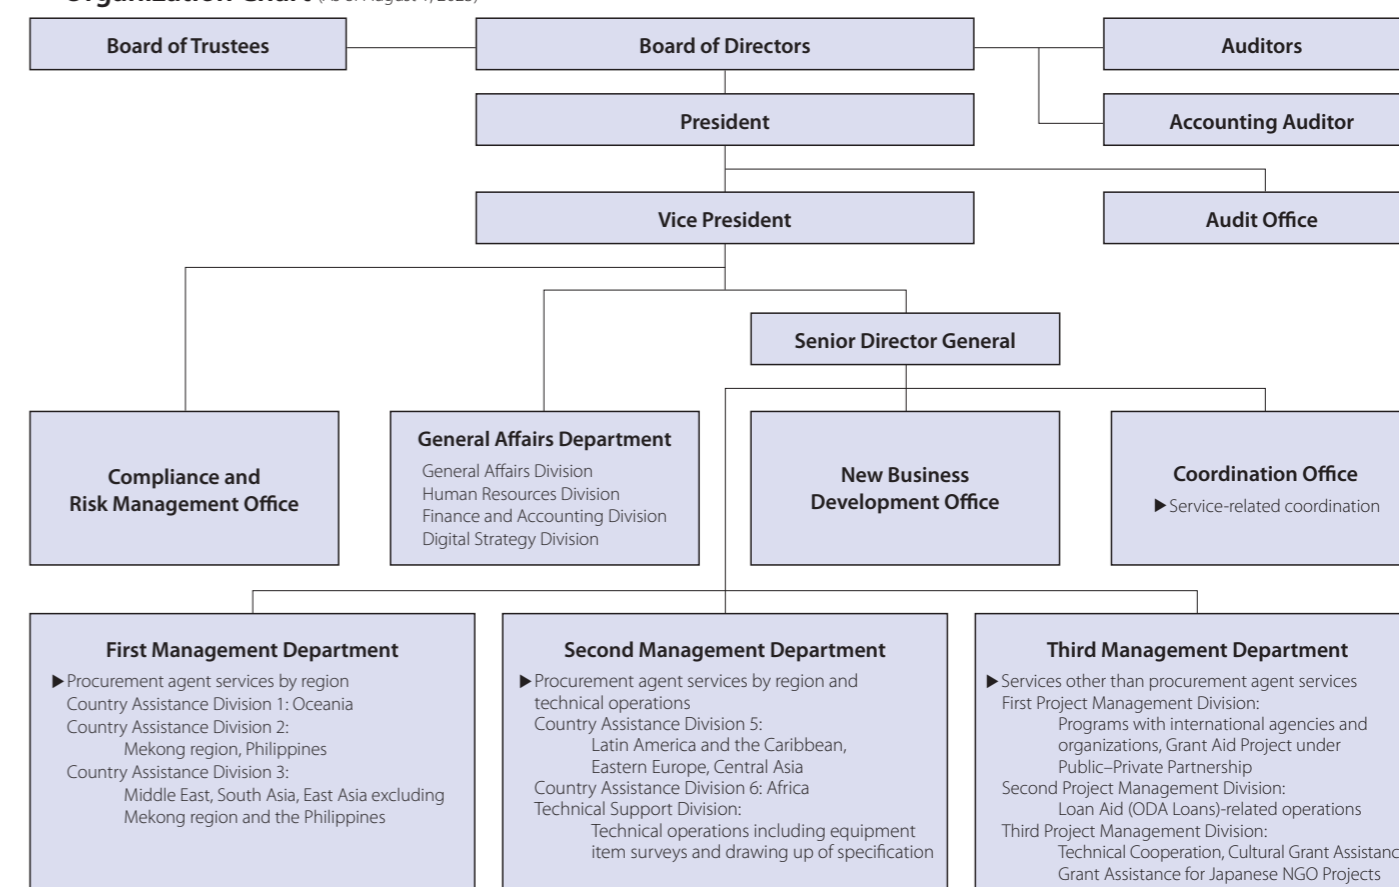 Organization Chart (As of August 1, 2023)
Board of Trustees
Board of Directors
Auditors
President
Accounting Auditor
Vice President
Audit Office
Senior Director General
Compliance and
Risk Management Office
General Affairs Department
General Affairs Division
Human Resources Division
Finance and Accounting Division
Digital Strategy Division
New Business
Development Office
Coordination Office
▶Service-related coordination
First Management Department
▶Procurement agent services by region
Country Assistance Division 1: Oceania
Country Assistance Division 2:
Mekong region, Philippines
Country Assistance Division 3:
Middle East, South Asia, East Asia excluding
Mekong region and the Philippines
Second Management Department
▶Procurement agent services by region and
technical operations
Country Assistance Division 5:
Latin America and the Caribbean,
Eastern Europe, Central Asia
Country Assistance Division 6: Africa
Technical Support Division:
Technical operations including equipment
item surveys and drawing up of specification
Third Management Department
▶Services other than procurement agent services
First Project Management Division:
Programs with international agencies and
organizations, Grant Aid Project under
Public–Private Partnership
Second Project Management Division:
Loan Aid (ODA Loans)-related operations
Third Project Management Division:
Technical Cooperation, Cultural Grant Assistanc
Grant Assistance for Japanese NGO Projects